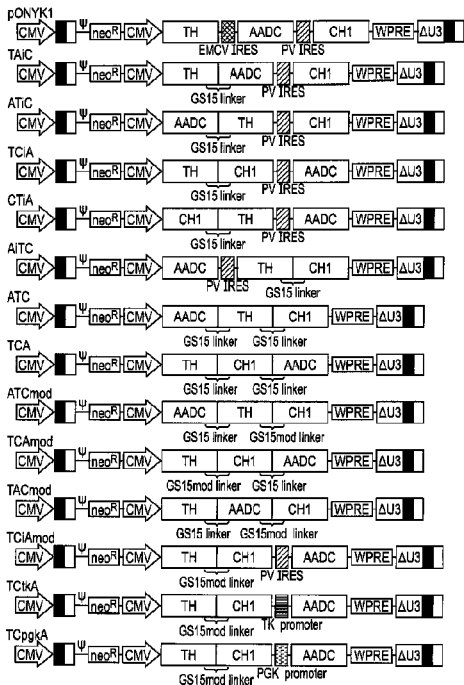 pONYK1
CMV Ψ neoR CMV TH AADC CH1 WPRE ΔU3
EMCV IRES PV IRES
TAiC
CMV Ψ neoR CMV TH AADC CH1 WPRE ΔU3
GS15 linker PV IRES
ATiC
CMV Ψ neoR CMV AADC TH CH1 WPRE ΔU3
GS15 linker PV IRES
TCiA
CMV Ψ neoR CMV TH CH1 AADC WPRE ΔU3
GS15 linker PV IRES
CTiA
CMV Ψ neoR CMV CH1 TH AADC WPRE ΔU3
GS15 linker PV IRES
AiTC
CMV Ψ neoR CMV AADC TH CH1 WPRE ΔU3
PV IRES GS15 linker
ATC
CMV Ψ neoR CMV AADC TH CH1 WPRE ΔU3
GS15 linker GS15 linker
TCA
CMV Ψ neoR CMV TH CH1 AADC WPRE ΔU3
GS15 linker GS15 linker
ATCmod
CMV Ψ neoR CMV AADC TH CH1 WPRE ΔU3
GS15 linker GS15mod linker
TCAmod
CMV Ψ neoR CMV TH CH1 AADC WPRE ΔU3
GS15mod linker GS15 linker
TACmod
CMV Ψ neoR CMV TH AADC CH1 WPRE ΔU3
GS15 linker GS15mod linker
TCiAmod
CMV Ψ neoR CMV TH CH1 AADC WPRE ΔU3
GS15mod linker PV IRES
TCtkA
CMV Ψ neoR CMV TH CH1 AADC WPRE ΔU3
GS15mod linker TK promoter
TCpgkA
CMV Ψ neoR CMV TH CH1 AADC WPRE ΔU3
GS15mod linker PGK promoter